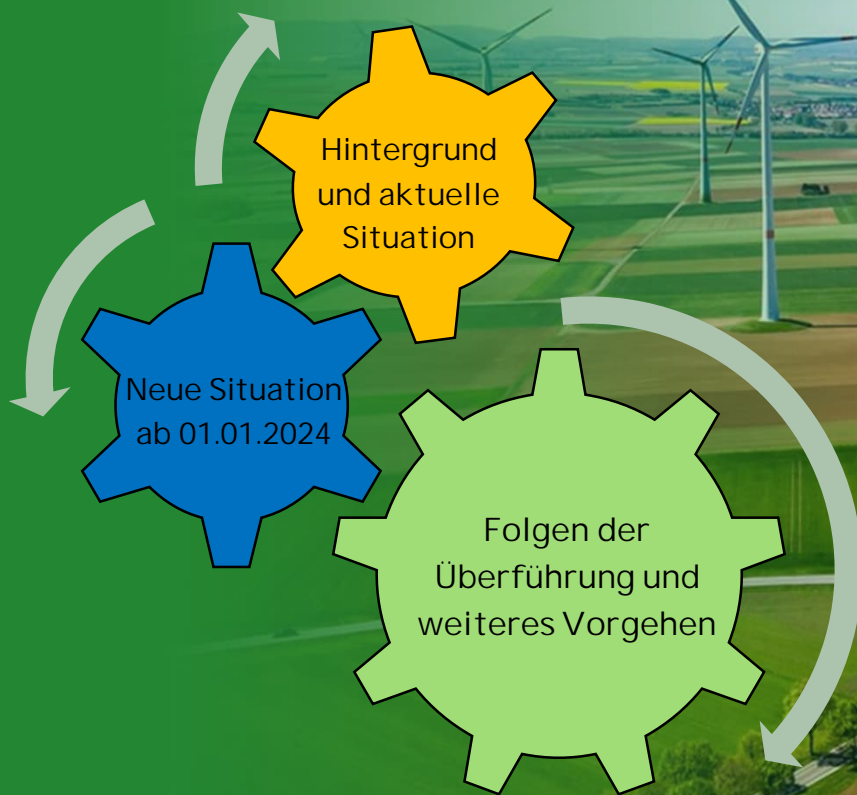 Hintergrund
und aktuelle
Situation
Neue Situation
ab 01.01.2024
Folgen der
Überführung und
weiteres Vorgehen